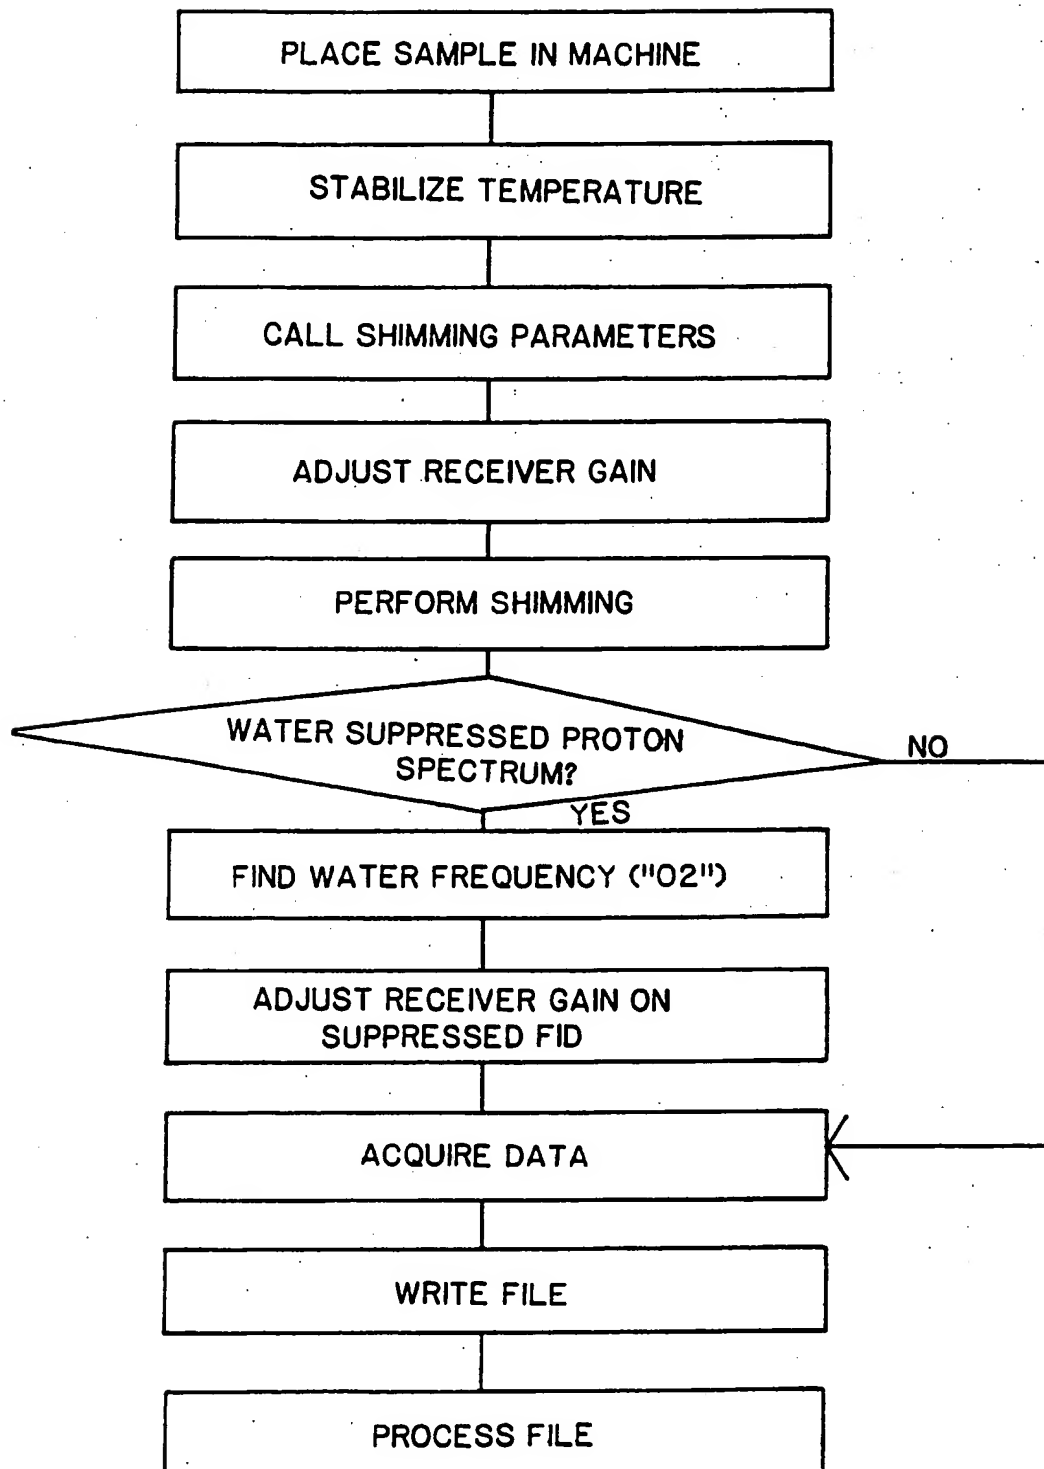 PLACE SAMPLE IN MACHINE
STABILIZE TEMPERATURE
CALL SHIMMING PARAMETERS
ADJUST RECEIVER GAIN
PERFORM SHIMMING
WATER SUPPRESSED PROTON
SPECTRUM?
NO
YES
FIND WATER FREQUENCY ("O2")
ADJUST RECEIVER GAIN ON
SUPPRESSED FID
ACQUIRE DATA
WRITE FILE
PROCESS FILE